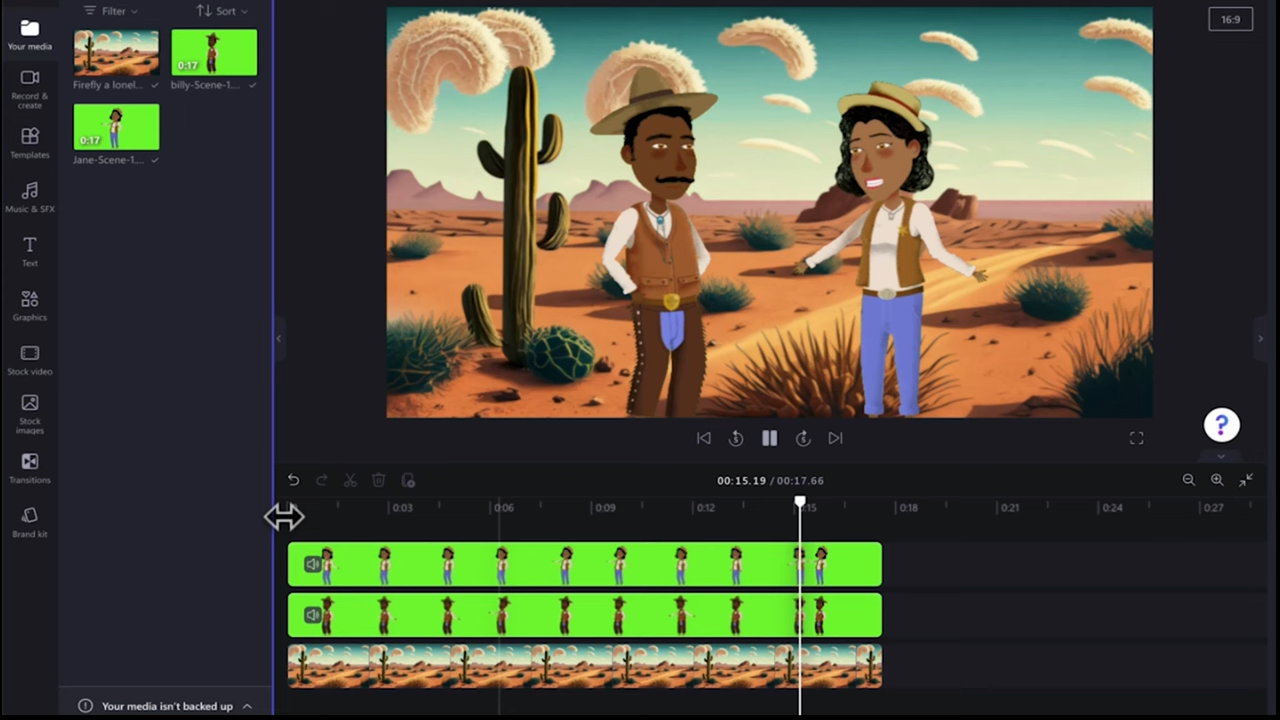 Filter
Sort
16:9
Your media
0:17
Firefly a lonel...
billy-Scene-1....
Record &
create
0:17
Templates
Jane-Scene-1....
Music & SFX
Text
Graphics
Stock video
Stock
images
Transitions
Brand kit
5
5
?
00:15.19 / 00:17.66
0:03
0:06
0:09
0:12
0:15
0:18
0:21
0:24
0:27
Your media isn't backed up